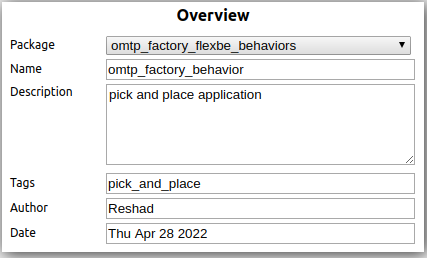 Overview
Package omtp_factory_flexbe_behaviors
Name omtp_factory_behavior
Description pick and place application
Tags pick_and_place
Author Reshad
Date Thu Apr 28 2022